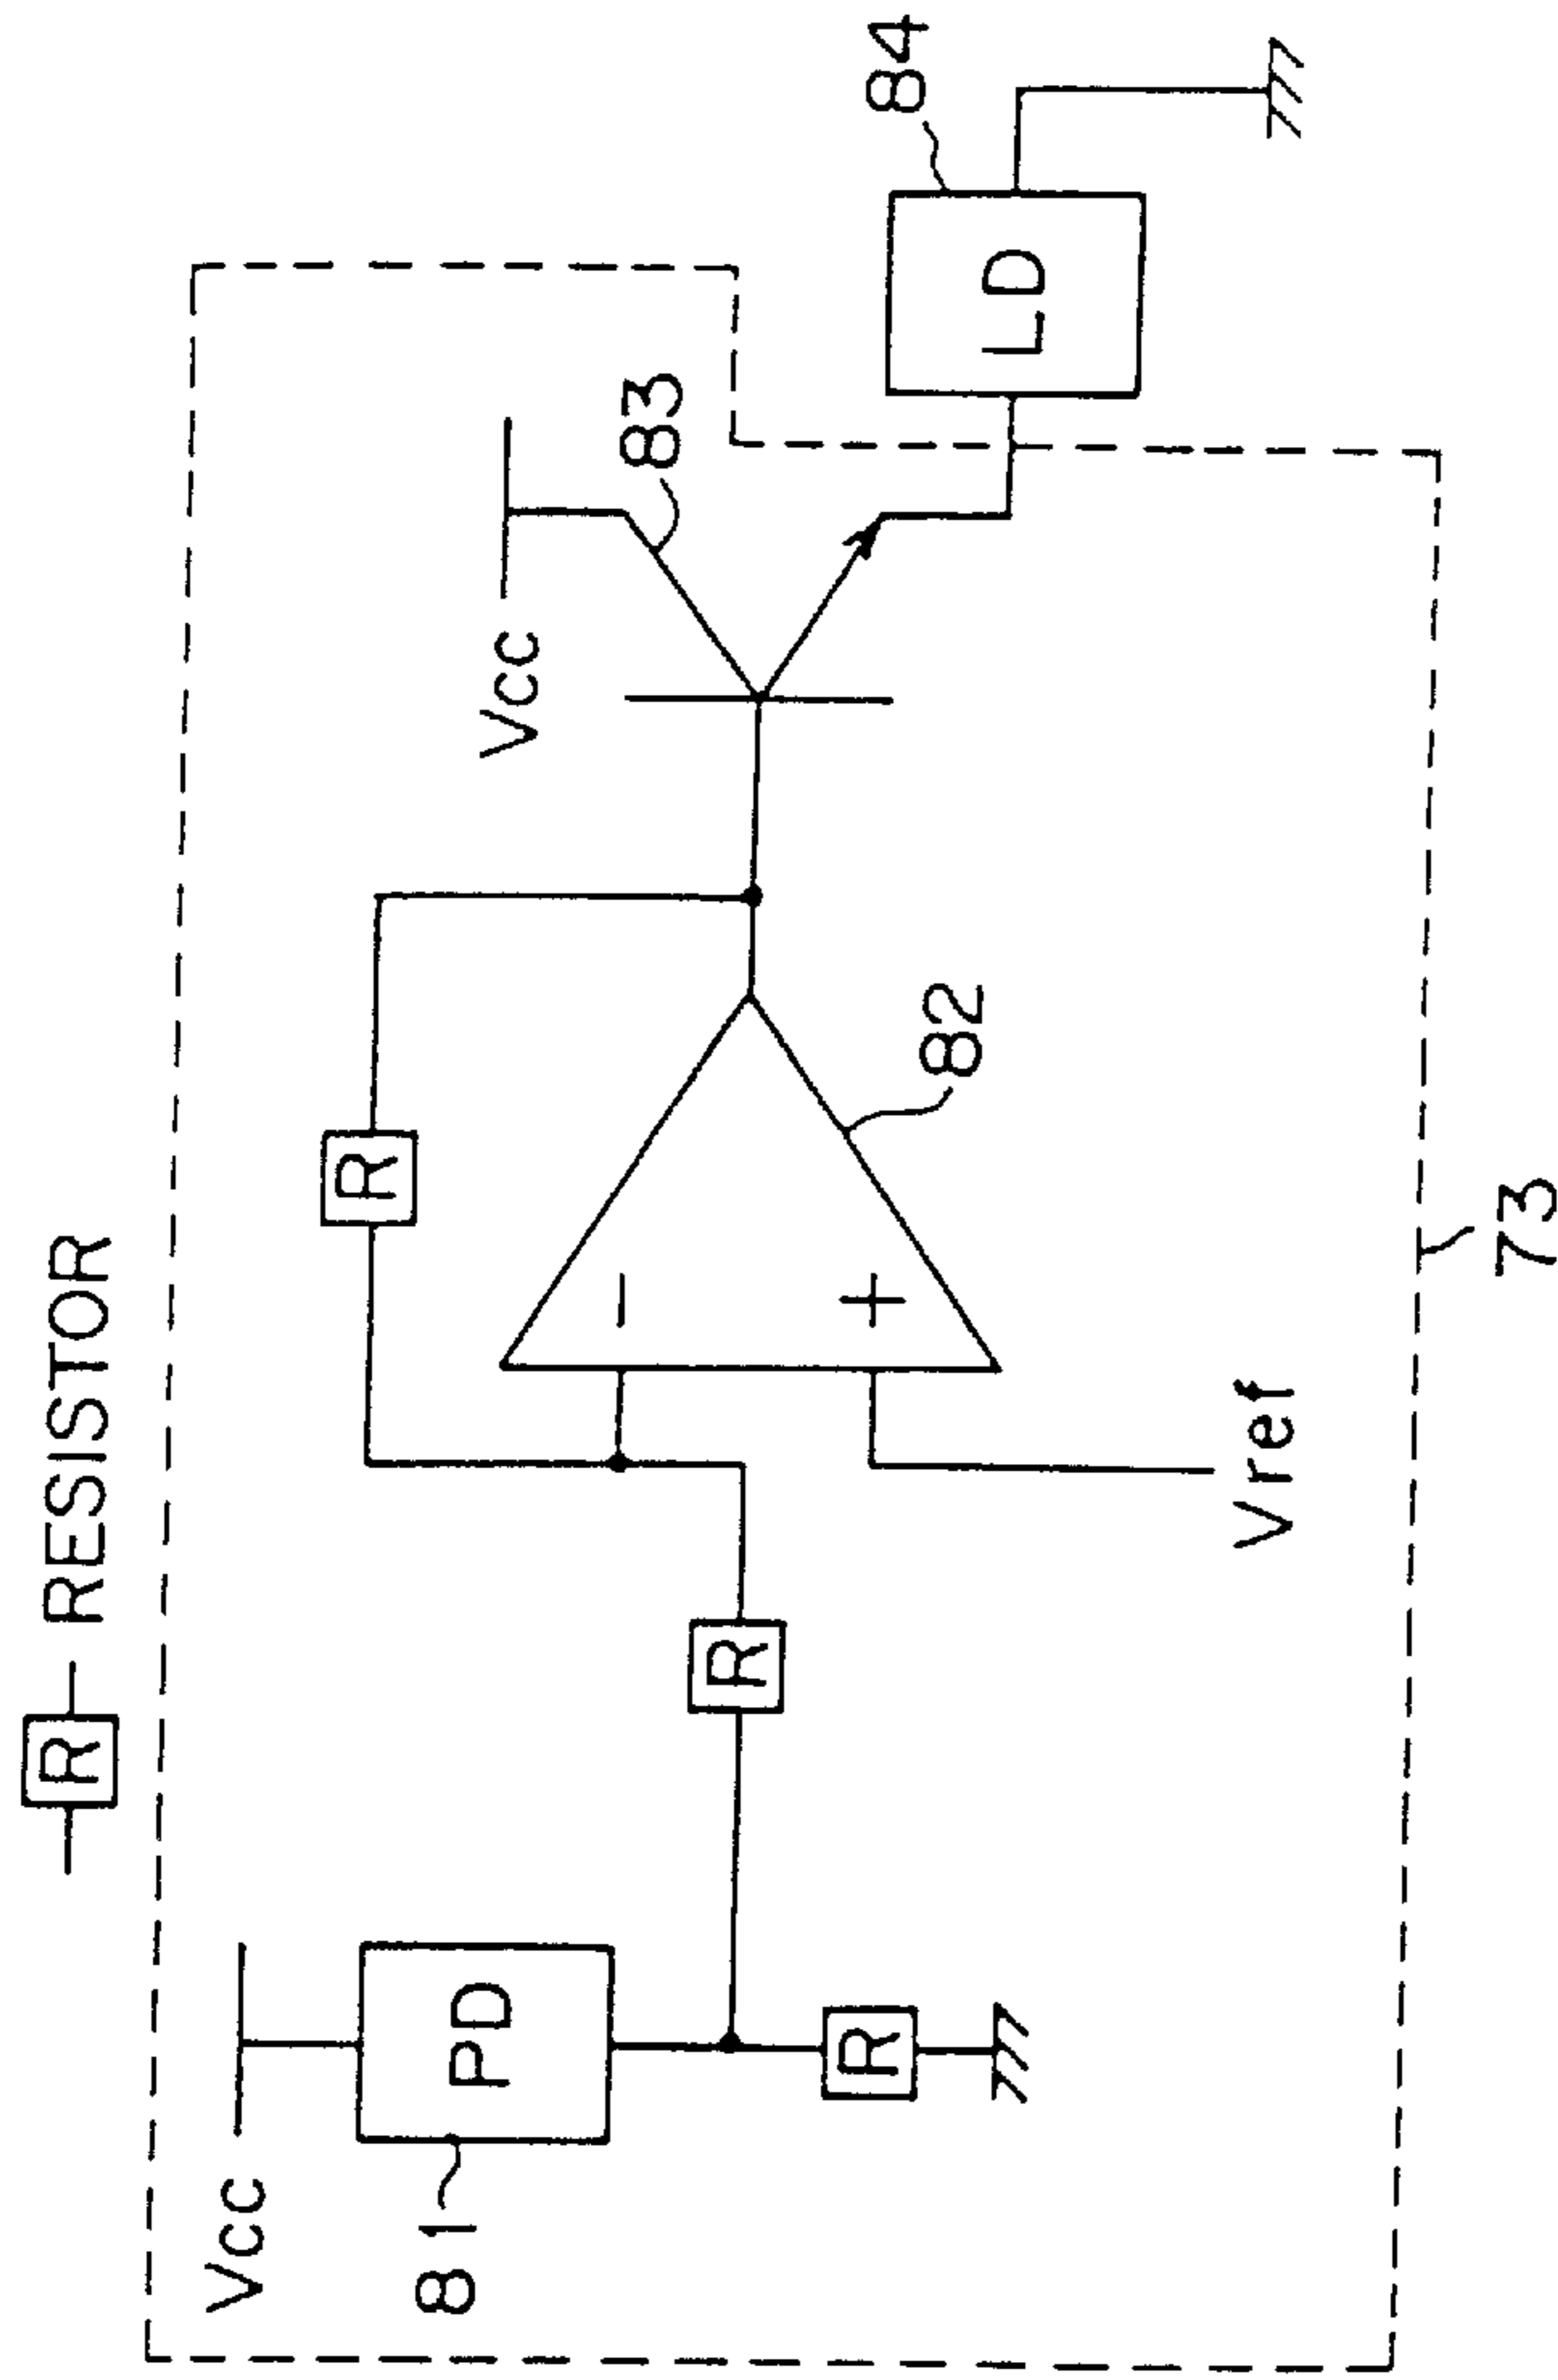 R RESISTOR
Vcc
81
PD
R
R
R
Vref
-
+
82
Vcc
83
LD
84
73